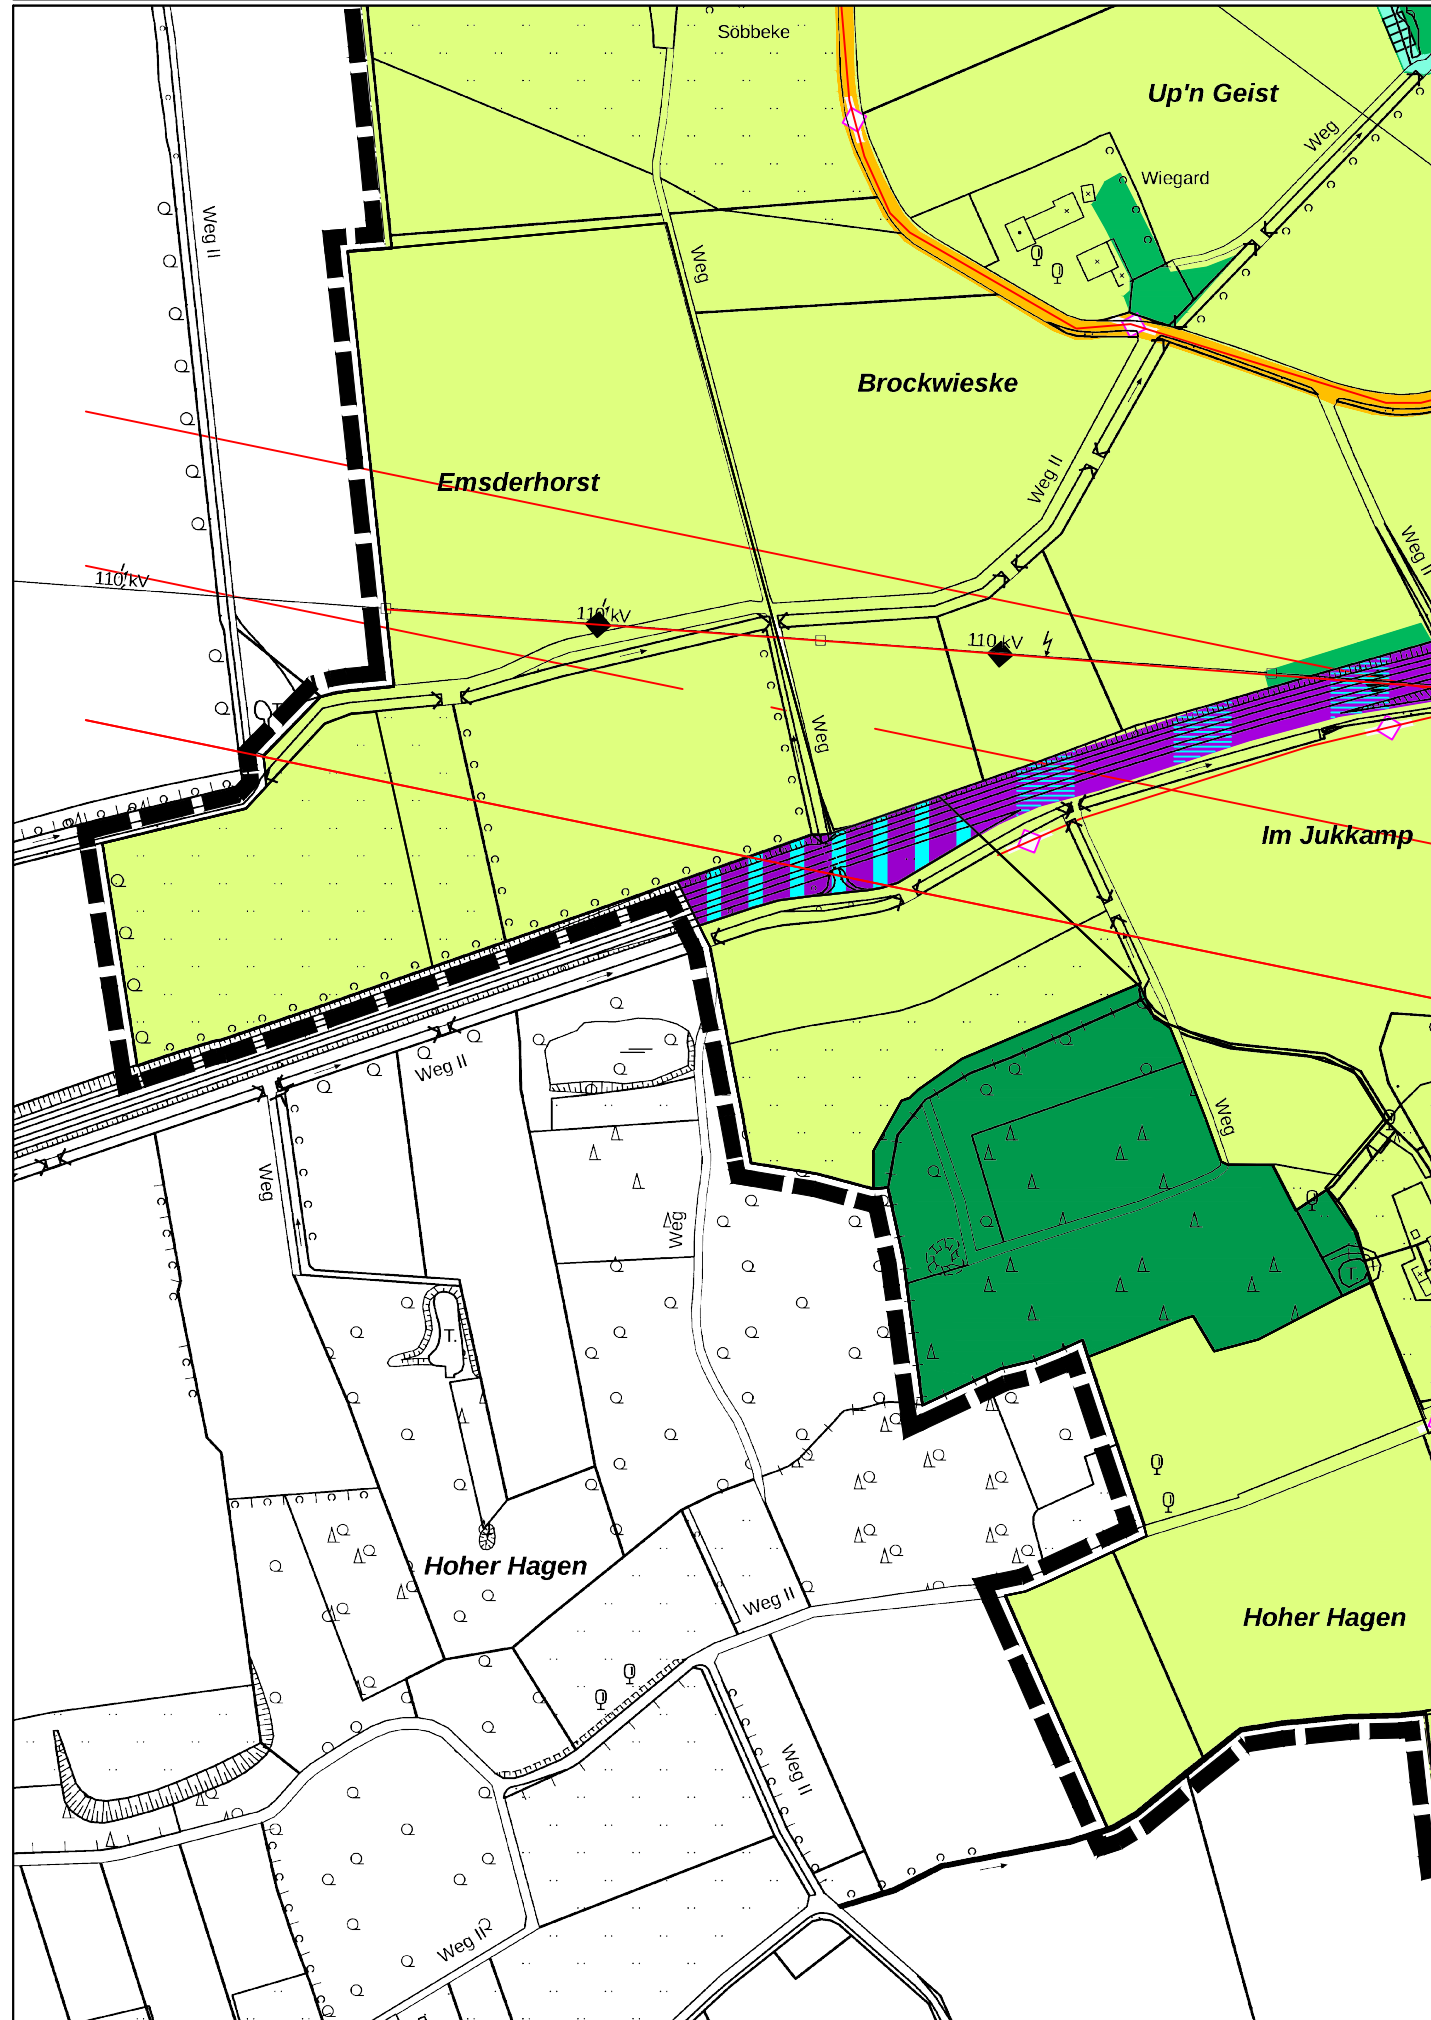 Söbbeke
Up'n Geist
Weg
Wiegard
Weg II
Weg
Brockwieske
Emsderhorst
Weg II
Weg II
110 kV
110 kV
110 kV
Weg
Im Jukkamp
Weg II
Weg
Weg
Weg
T.
T.
Hoher Hagen
Weg II
Hoher Hagen
Weg II
Weg II